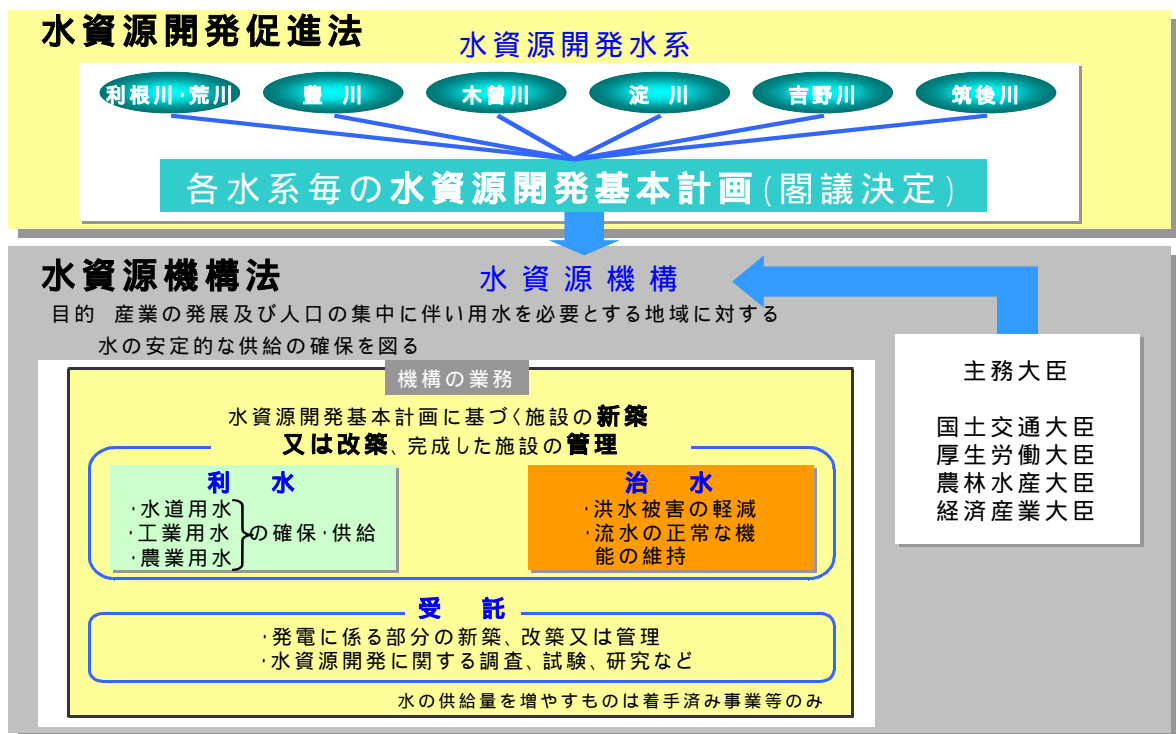 水資源開発促進法
水資源開発水系
利根川·荒川
豊 川
木曽川
淀 川
吉野川
筑後川
各水系毎の水資源開発基本計画(閣議決定)
水資源機構法
水資源機構
目的 産業の発展及び人口の集中に伴い用水を必要とする地域に対する
水の安定的な供給の確保を図る
主務大臣
国土交通大臣
厚生労働大臣
農林水産大臣
経済産業大臣
機構の業務
水資源開発基本計画に基づく施設の新築
又は改築、完成した施設の管理
利 水
·水道用水
·工業用水
·農業用水
の確保·供給
治 水
·洪水被害の軽減
·流水の正常な機
能の維持
受 託
·発電に係る部分の新築、改築又は管理
·水資源開発に関する調査、試験、研究など
水の供給量を増やすものは着手済み事業等のみ